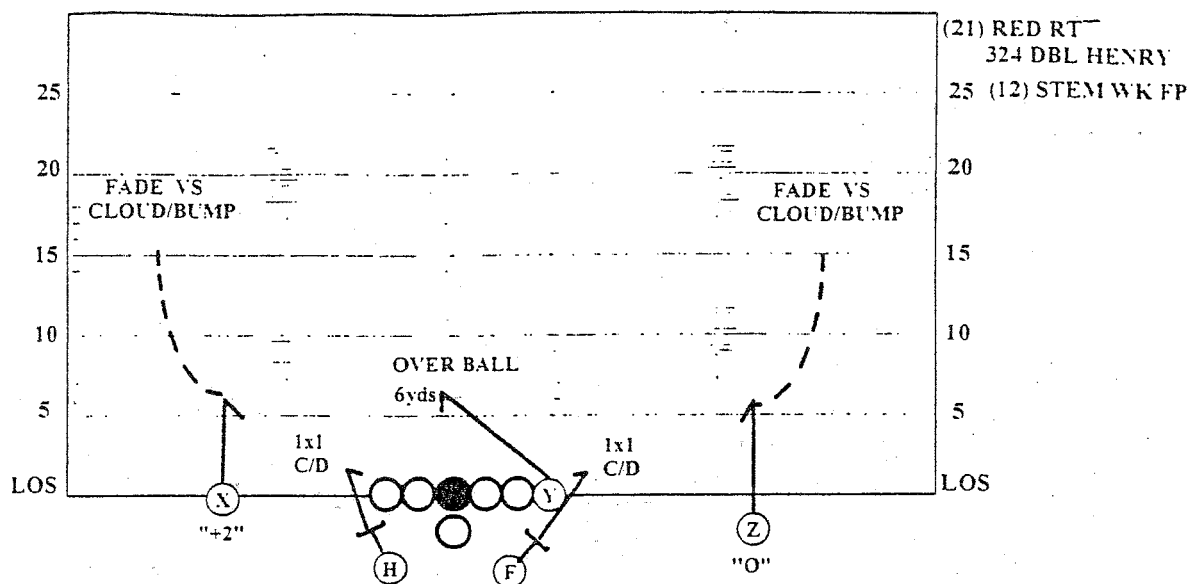 (21) RED RT
324 DBL HENRY
25 25 (12) STEM WK FP
20 20
FADE VS FADE VS
CLOUD/BUMP CLOUD/BUMP
15 15
10 10
OVER BALL
6yds
5 5
1x1 1x1
C/D C/D
LOS LOS
X Y
"+2" Z
H F "O"